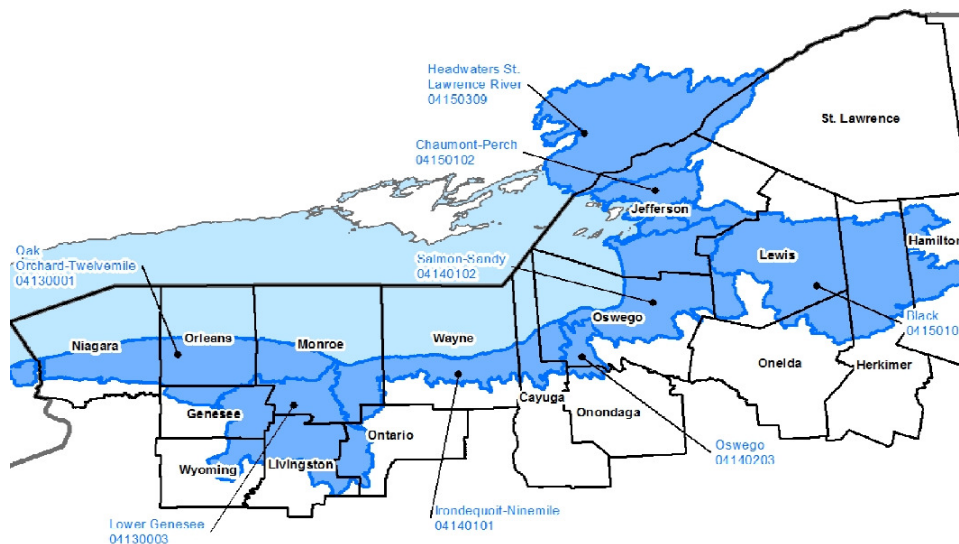 Headwaters St.
Lawrence River
04150309
St. Lawrence
Chaumont-Perch
04150102
Jefferson
Oak
Orchard-Twelvemile
04130001
Salmon-Sandy
04140102
Lewis
Hamilton
Niagara
Orleans
Monroe
Wayne
Oswego
Black
0415010
Oneida
Herkimer
Genesee
Cayuga
Onondaga
Ontario
Wyoming
Livingston
Oswego
04140203
Lower Genesee
04130003
Irondequoit-Ninemile
04140101